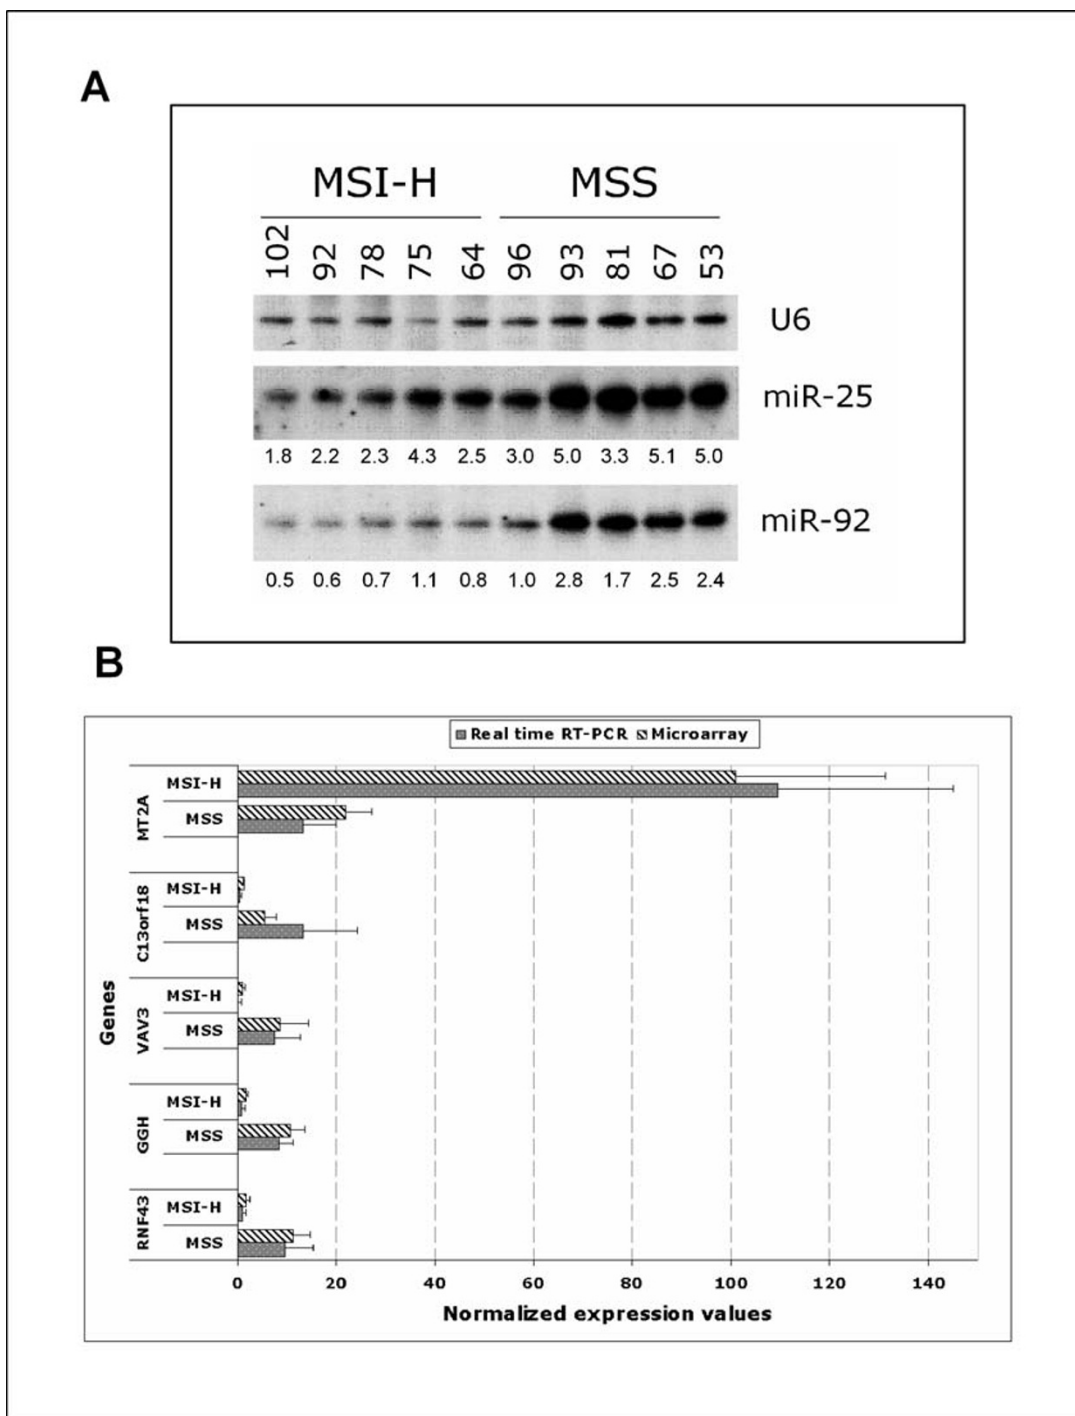 A
MSI-H MSS
102 92 78 75 64 96 93 81 67 53
U6
miR-25
1.8 2.2 2.3 4.3 2.5 3.0 5.0 3.3 5.1 5.0
miR-92
0.5 0.6 0.7 1.1 0.8 1.0 2.8 1.7 2.5 2.4
B
Real time RT-PCR Microarray
Genes
MT2A
MSI-H
MSS
C13orf18
MSI-H
MSS
VAV3
MSI-H
MSS
GGH
MSI-H
MSS
RNF43
MSI-H
MSS
0 20 40 60 80 100 120 140
Normalized expression values